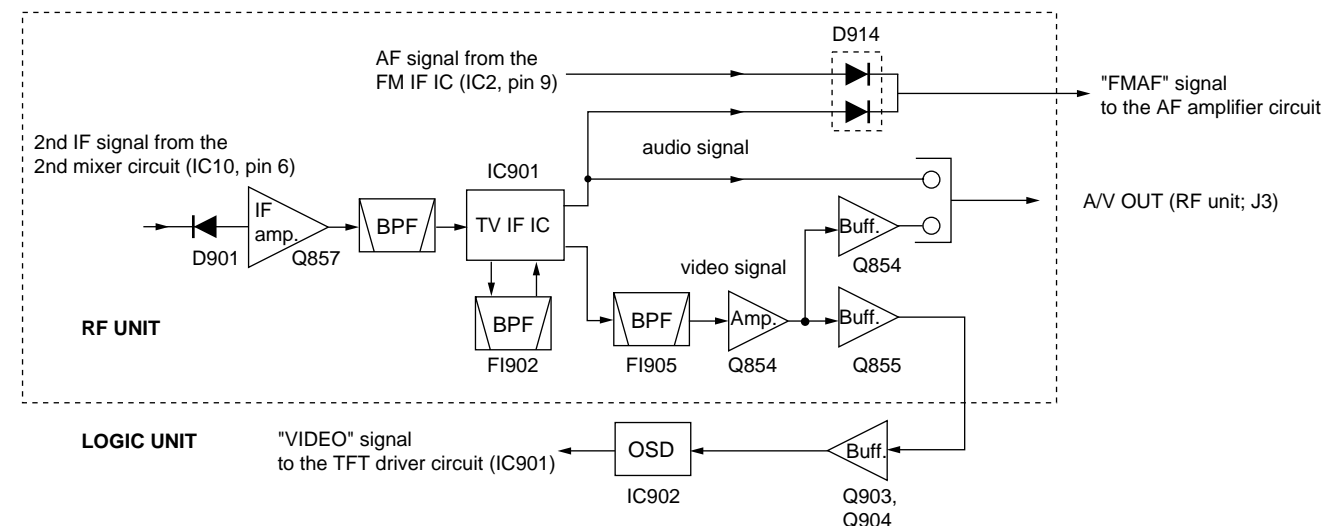 D914
AF signal from the
FM IF IC (IC2, pin 9)
"FMAF" signal
to the AF amplifier circuit
2nd IF signal from the
2nd mixer circuit (IC10, pin 6)
audio signal
IC901
A/V OUT (RF unit; J3)
IF
amp.
BPF
TV IF IC
Buff.
D901
Q857
Q854
video signal
RF UNIT
BPF
BPF
Amp.
Buff.
FI902
FI905
Q854
Q855
LOGIC UNIT
"VIDEO" signal
to the TFT driver circuit (IC901)
OSD
Buff.
IC902
Q903,
Q904